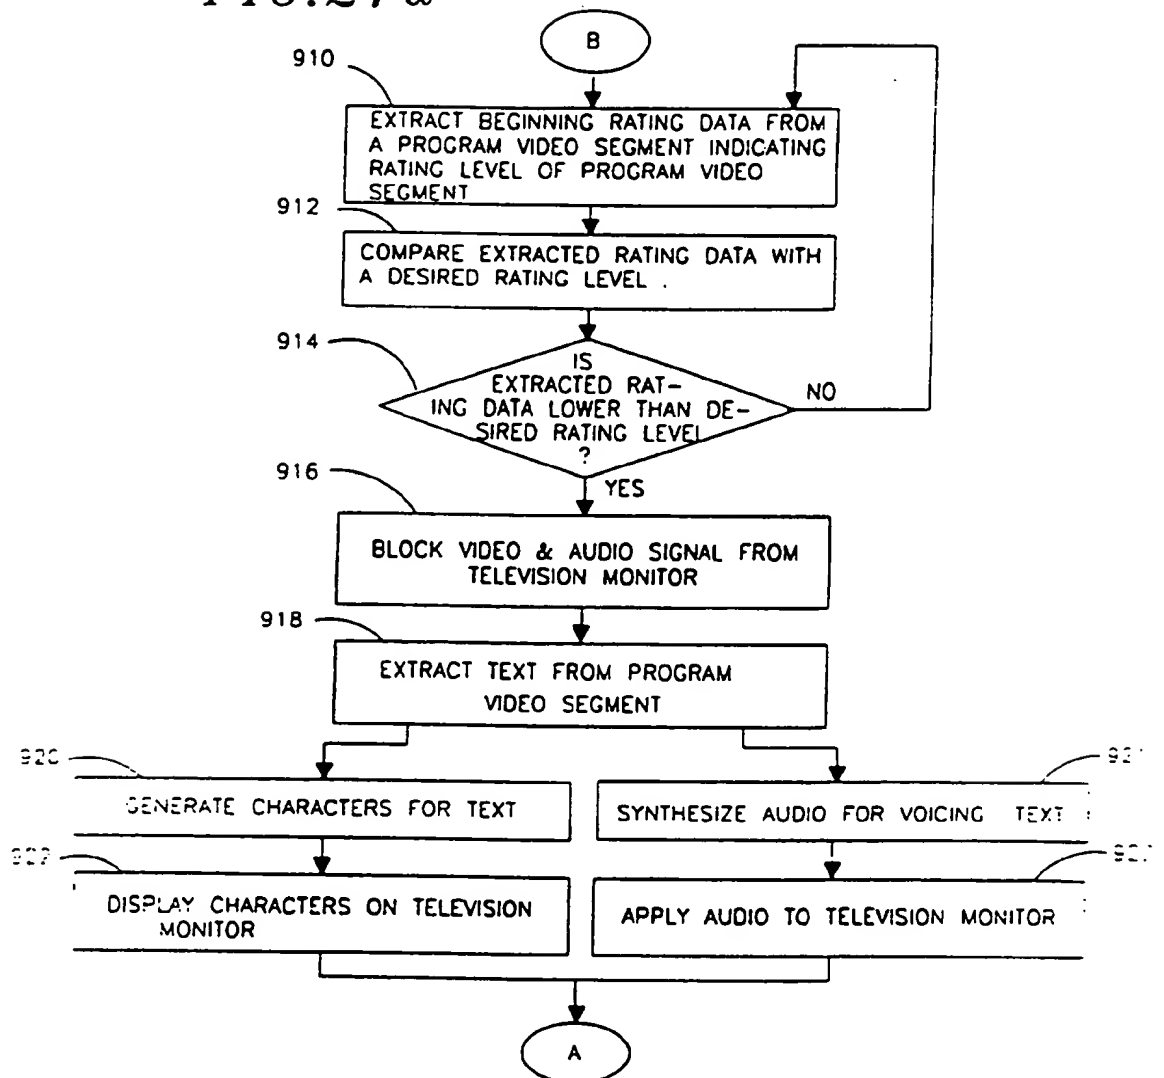 B
910
EXTRACT BEGINNING RATING DATA FROM
A PROGRAM VIDEO SEGMENT INDICATING
RATING LEVEL OF PROGRAM VIDEO
SEGMENT
912
COMPARE EXTRACTED RATING DATA WITH
A DESIRED RATING LEVEL .
914
IS
EXTRACTED RAT-
ING DATA LOWER THAN DE-
SIRED RATING LEVEL
?
NO
YES
916
BLOCK VIDEO & AUDIO SIGNAL FROM
TELEVISION MONITOR
918
EXTRACT TEXT FROM PROGRAM
VIDEO SEGMENT
920
GENERATE CHARACTERS FOR TEXT
SYNTHESIZE AUDIO FOR VOICING TEXT
922
DISPLAY CHARACTERS ON TELEVISION
MONITOR
APPLY AUDIO TO TELEVISION MONITOR
A